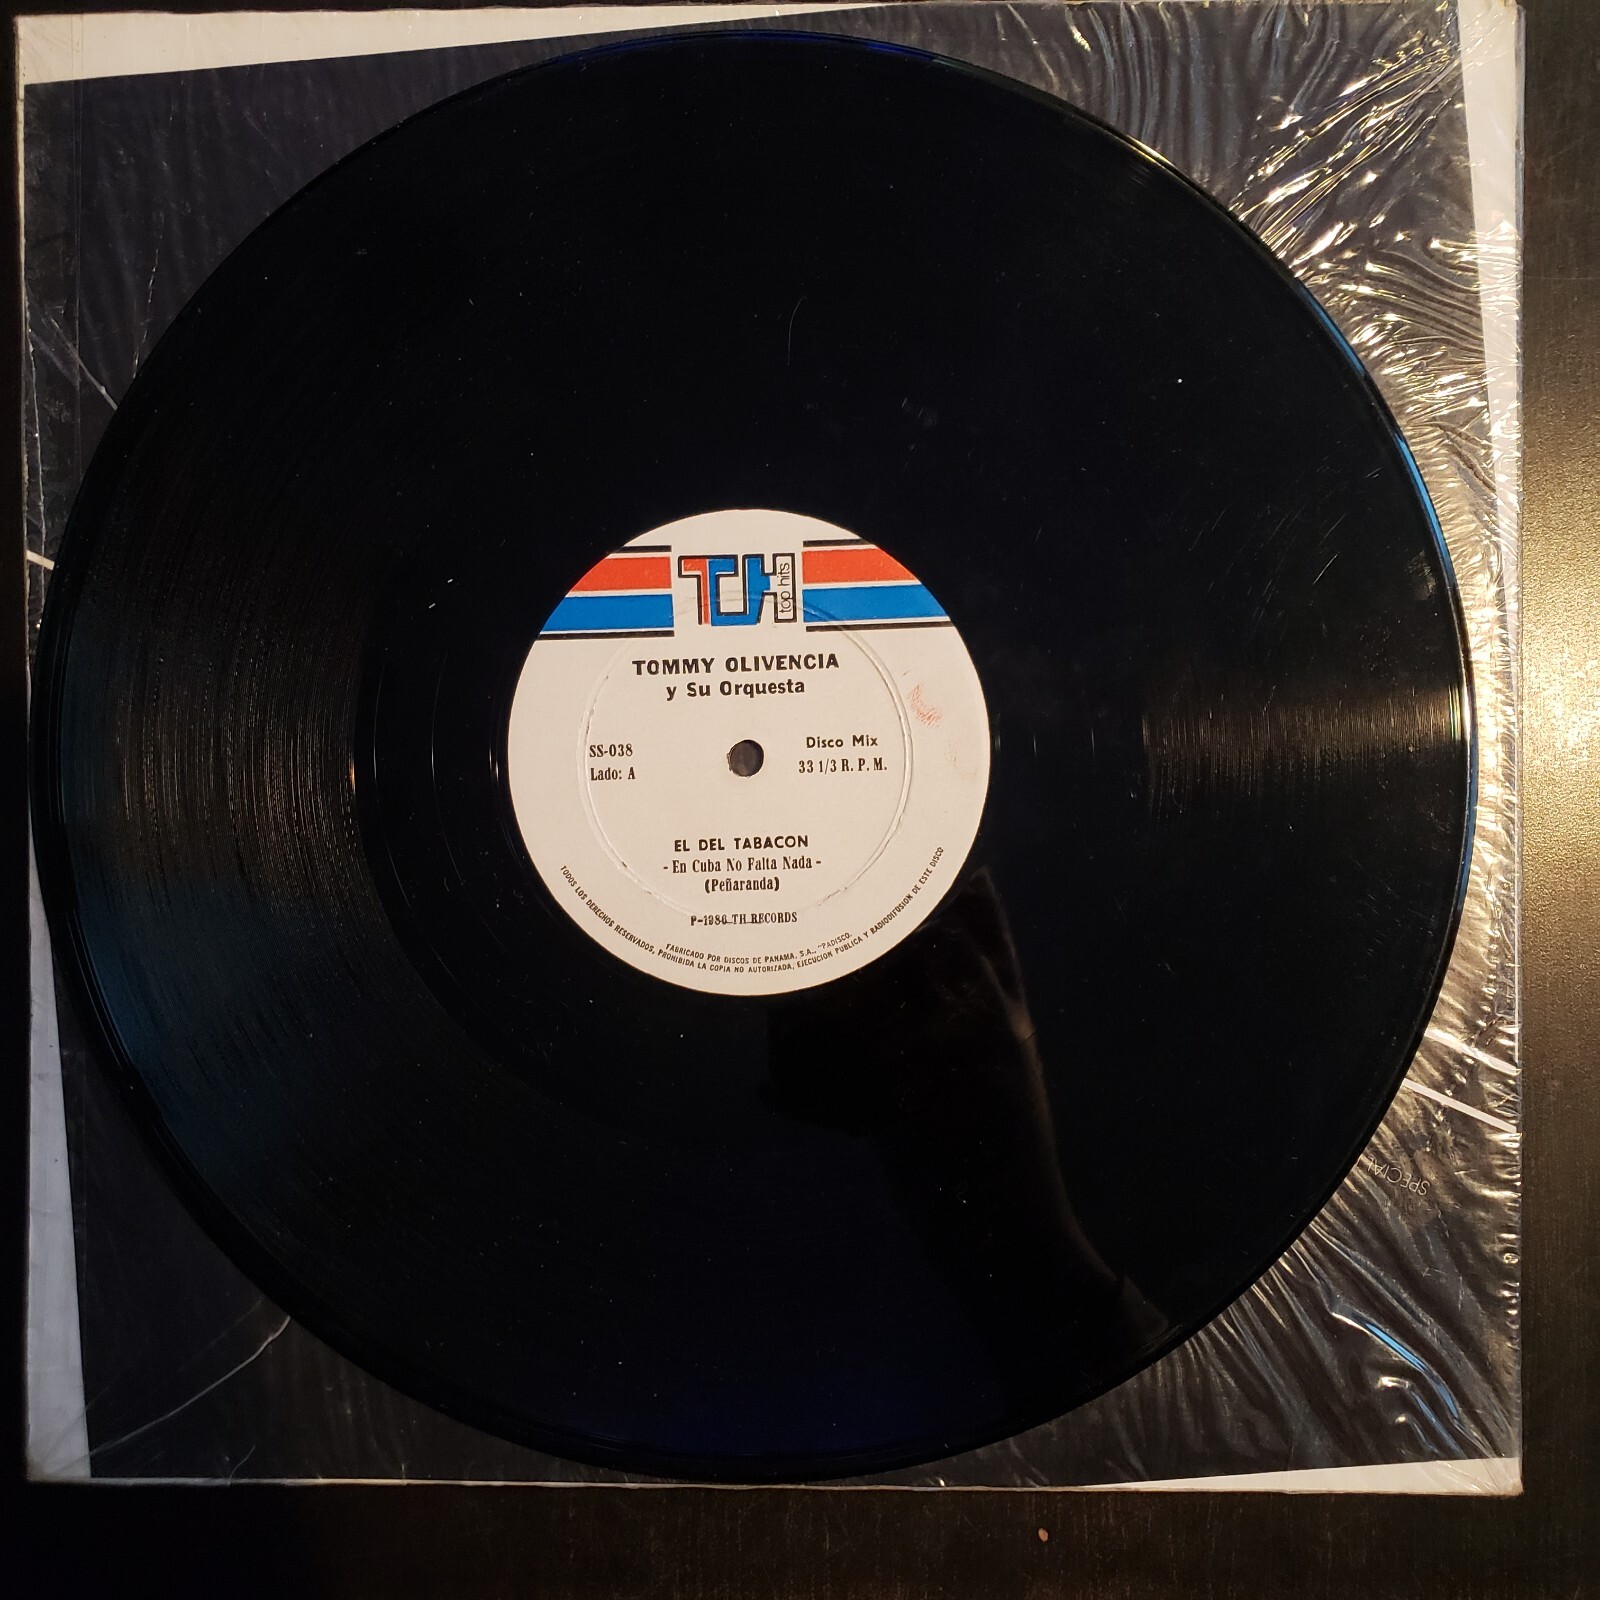 TH top hits
TOMMY OLIVENCIA
y Su Orquesta
SS-038
Lado: A
Disco Mix
33 1/3 R. P. M.
EL DEL TABACON
- En Cuba No Falta Nada -
(Peñaranda)
P-1980 TH RECORDS
FABRICADO POR DISCOS DE PANAMA, S.A., "PADISCO.
TODOS LOS DERECHOS RESERVADOS, PROHIBIDA LA COPIA NO AUTORIZADA, EJECUCION PUBLICA Y RADIODIFUSION DE ESTE DISCO
SPECIAL